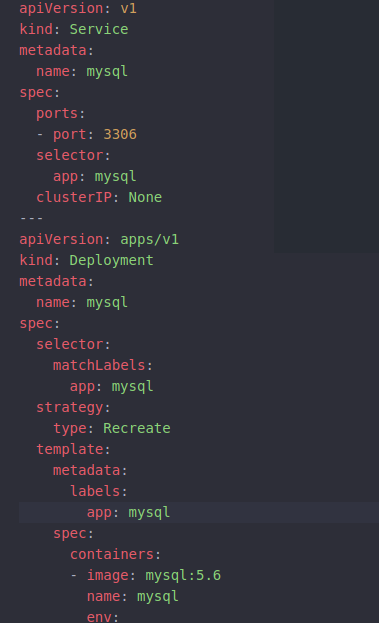 apiVersion: v1
kind: Service
metadata:
  name: mysql
spec:
  ports:
  - port: 3306
  selector:
    app: mysql
  clusterIP: None
---
apiVersion: apps/v1
kind: Deployment
metadata:
  name: mysql
spec:
  selector:
    matchLabels:
      app: mysql
  strategy:
    type: Recreate
  template:
    metadata:
      labels:
        app: mysql
    spec:
      containers:
      - image: mysql:5.6
        name: mysql
        env: